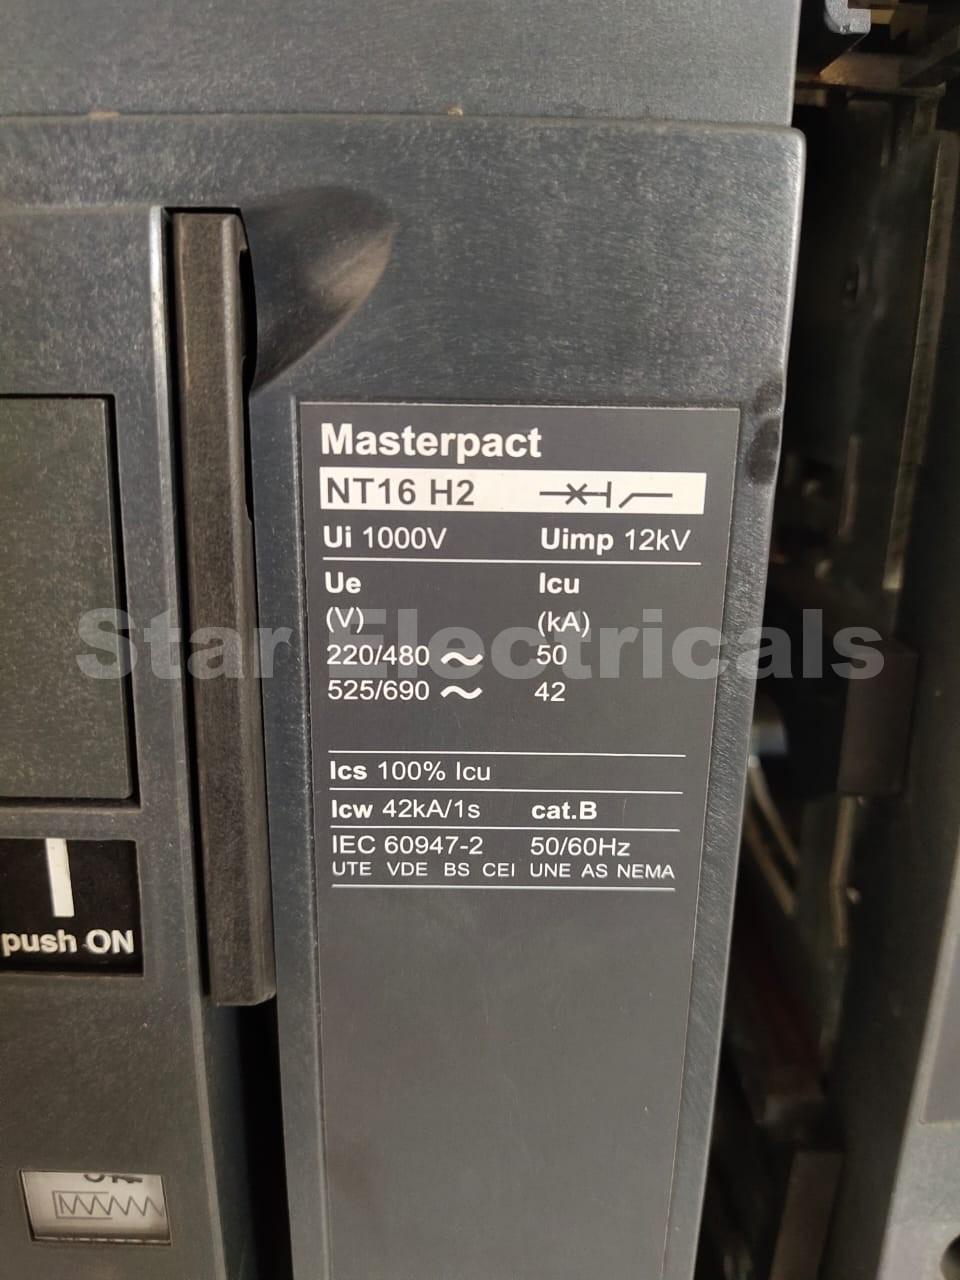 Masterpact
NT16 H2
Ui 1000V Uimp 12kV
Ue Icu
(V) (kA)
Star Electricals
220/480 ~ 50
525/690 ~ 42
Ics 100% Icu
Icw 42kA/1s cat.B
IEC 60947-2 50/60Hz
UTE VDE BS CEI UNE AS NEMA
push ON